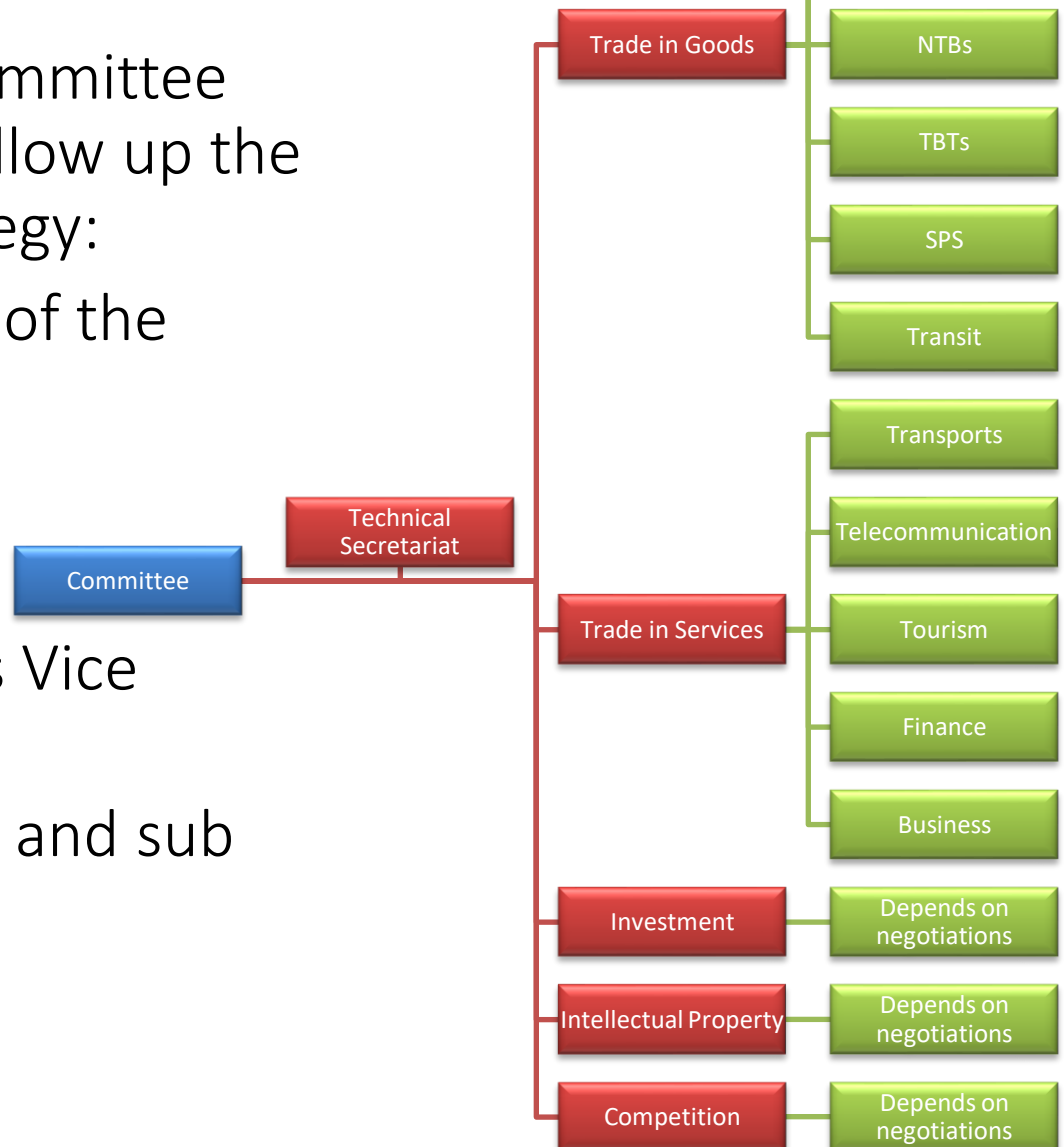 ommittee
llow up the
egy:
of the
s Vice
and sub
Committee
Technical
Secretariat
Trade in Goods
NTBs
TBTs
SPS
Transit
Trade in Services
Transports
Telecommunication
Tourism
Finance
Business
Investment
Depends on
negotiations
Intellectual Property
Depends on
negotiations
Competition
Depends on
negotiations